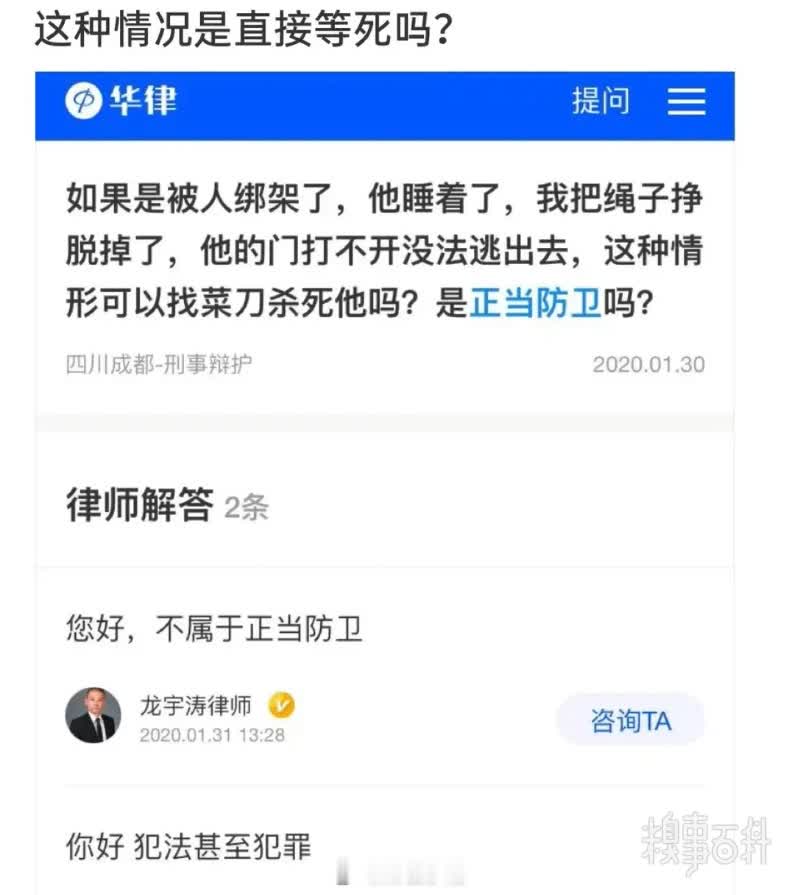 这种情况是直接等死吗?
华律
提问
如果是被人绑架了，他睡着了，我把绳子挣
脱掉了，他的门打不开没法逃出去，这种情
形可以找菜刀杀死他吗？是正当防卫吗？
四川成都-刑事辩护
2020.01.30
律师解答 2条
您好，不属于正当防卫
龙宇涛律师
2020.01.31 13:28
咨询TA
你好 犯法甚至犯罪
糗事百科